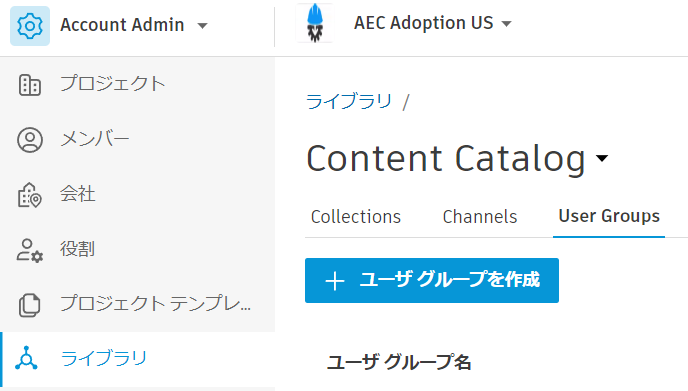 Account Admin
AEC Adoption US
プロジェクト
メンバー
会社
役割
プロジェクト テンプレ...
ライブラリ
ライブラリ /
Content Catalog
Collections
Channels
User Groups
ユーザ グループを作成
ユーザ グループ名